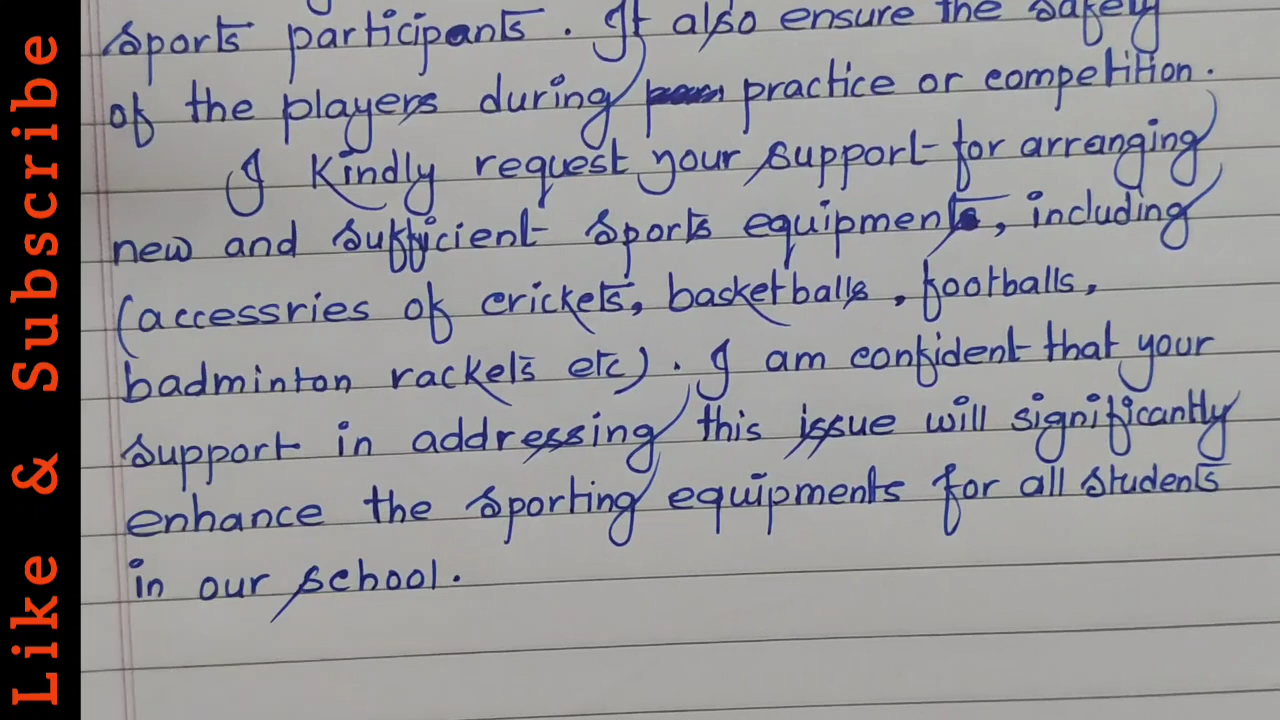 Like & Subscribe
sports participants. It also ensure the safety
of the players during practice or competition.
I Kindly request your support for arranging
new and sufficient sports equipments, including
(accessries of crickets, basketballs, footballs,
badminton rackets etc). I am confident that your
support in addressing this issue will significantly
enhance the sporting equipments for all students
in our school.